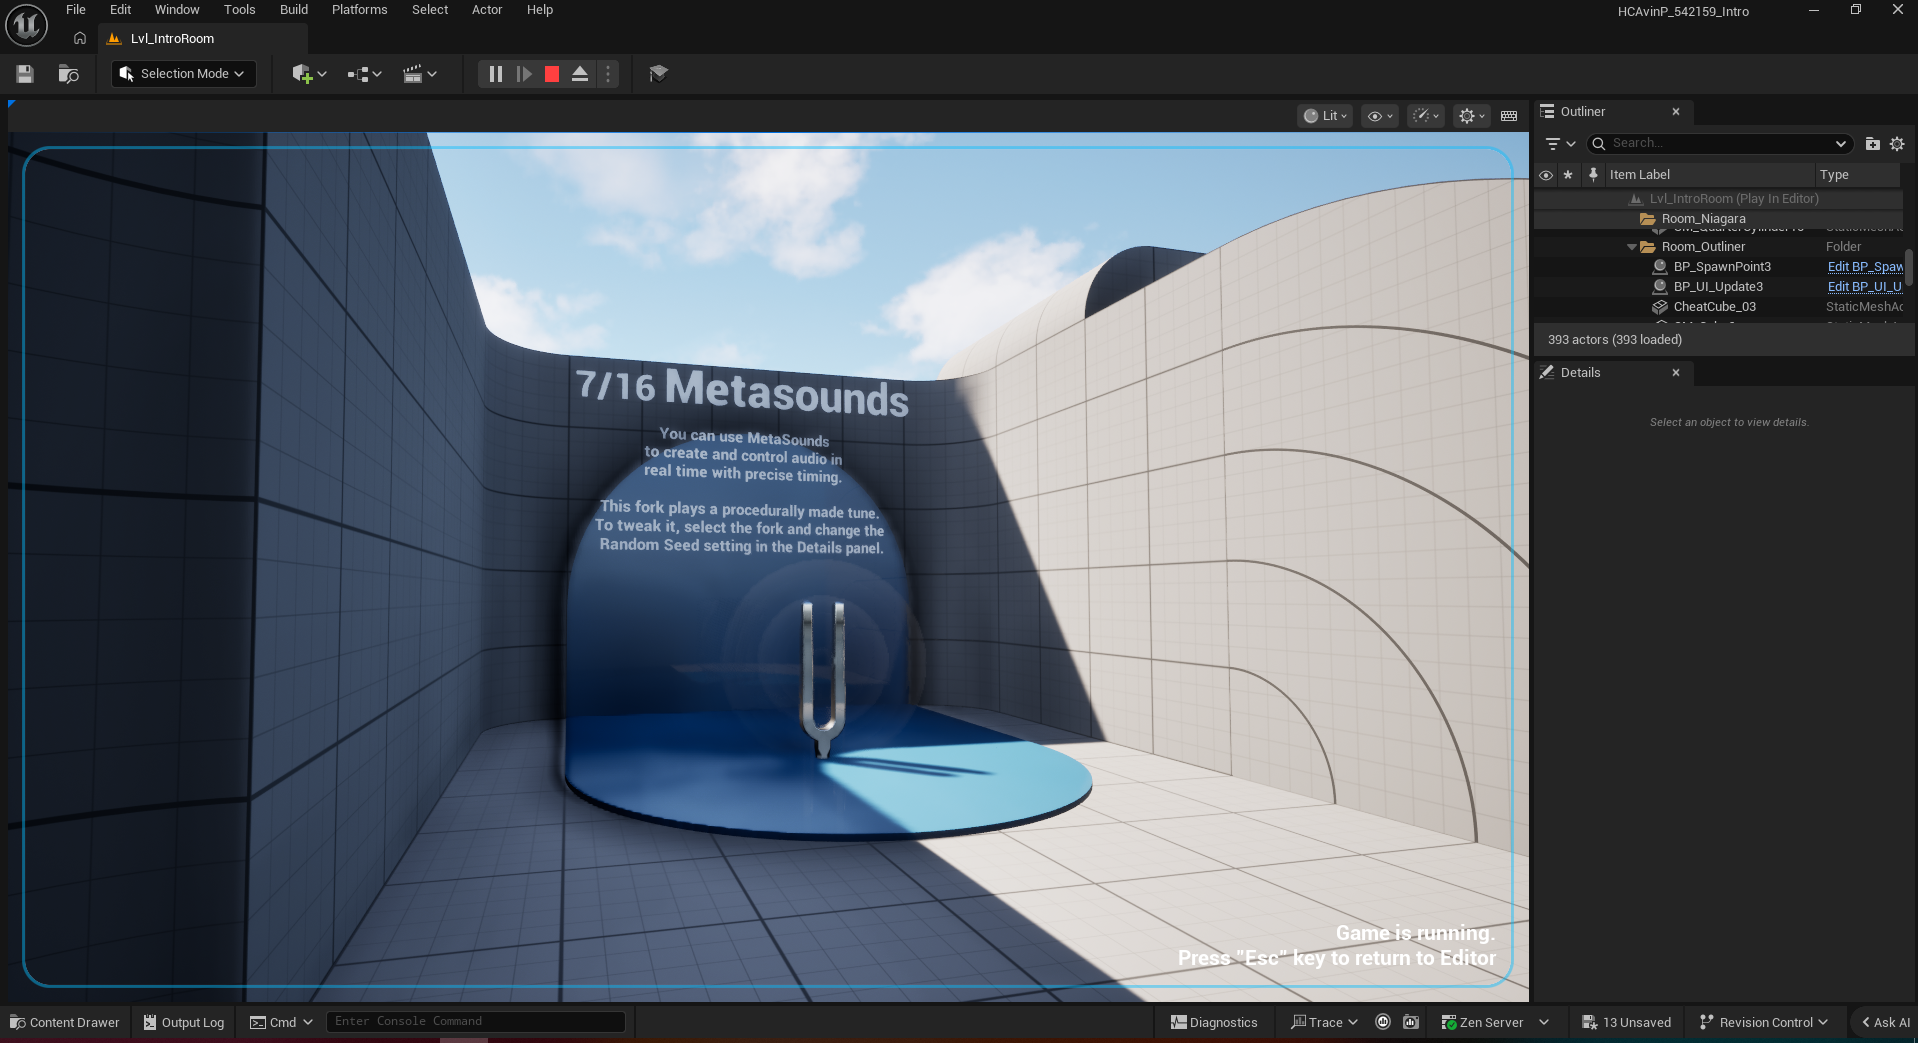 File Edit Window Tools Build Platforms Select Actor Help
HCAvinP_542159_Intro
Lvl_IntroRoom
Selection Mode
Lit
Outliner
Search...
Item Label Type
Lvl_IntroRoom (Play In Editor)
Room_Niagara
Room_Outliner Folder
BP_SpawnPoint3 Edit BP_Spaw
BP_UI_Update3 Edit BP_UI_U
CheatCube_03 StaticMeshAc
393 actors (393 loaded)
Details
Select an object to view details.
7/16 Metasounds
You can use MetaSounds
to create and control audio in
real time with precise timing.
This fork plays a procedurally made tune.
To tweak it, select the fork and change the
Random Seed setting in the Details panel.
Game is running.
Press "Esc" key to return to Editor
Content Drawer Output Log Cmd Enter Console Command Diagnostics Trace Zen Server 13 Unsaved Revision Control Ask AI